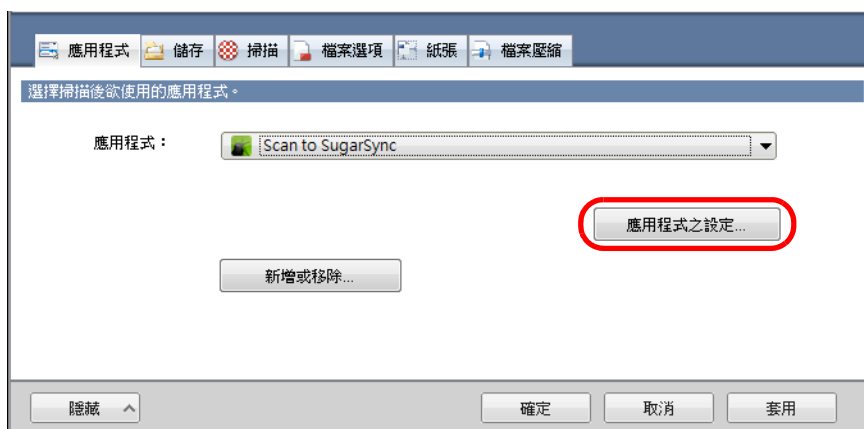 應用程式 儲存 掃描 檔案選項 紙張 檔案壓縮
選擇掃描後欲使用的應用程式。
應用程式： Scan to SugarSync
應用程式之設定...
新增或移除...
隱藏 確定 取消 套用